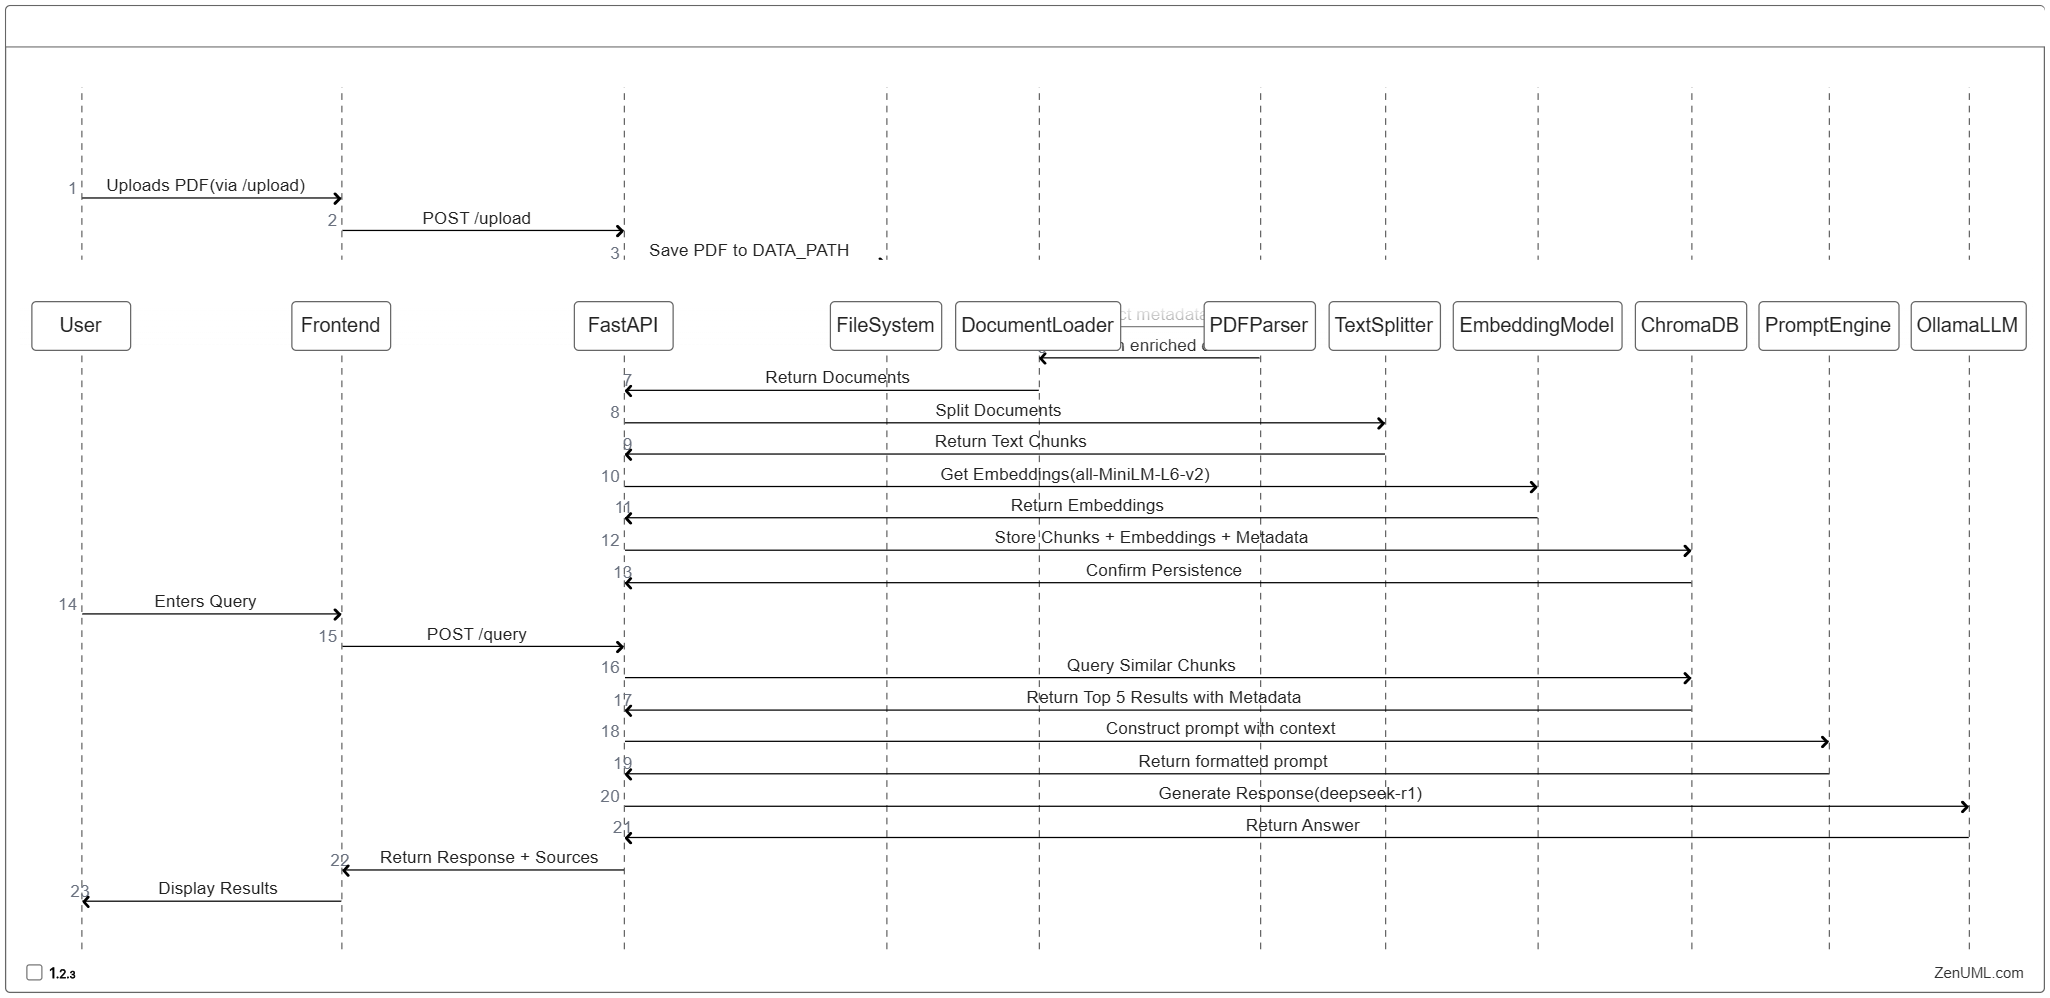 1 Uploads PDF(via /upload)
2 POST /upload
3 Save PDF to DATA_PATH
User Frontend FastAPI FileSystem DocumentLoader PDFParser TextSplitter EmbeddingModel ChromaDB PromptEngine OllamaLLM
metadata
enriched
7 Return Documents
8 Split Documents
9 Return Text Chunks
10 Get Embeddings(all-MiniLM-L6-v2)
11 Return Embeddings
12 Store Chunks + Embeddings + Metadata
13 Confirm Persistence
14 Enters Query
15 POST /query
16 Query Similar Chunks
17 Return Top 5 Results with Metadata
18 Construct prompt with context
19 Return formatted prompt
20 Generate Response(deepseek-r1)
21 Return Answer
22 Return Response + Sources
23 Display Results
1.2.3 ZenUML.com